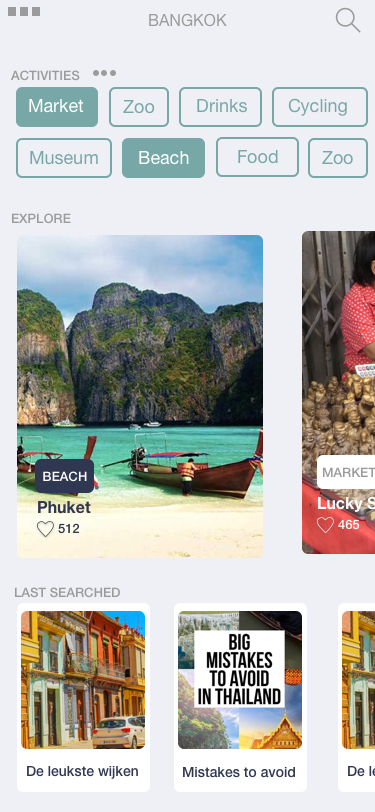 BANGKOK
ACTIVITIES
Market
Zoo
Drinks
Cycling
Museum
Beach
Food
Zoo
EXPLORE
BEACH
Phuket
512
MARKET
Lucky S
465
LAST SEARCHED
BIG
MISTAKES
TO AVOID
IN THAILAND
De leukste wijken
Mistakes to avoid
De le